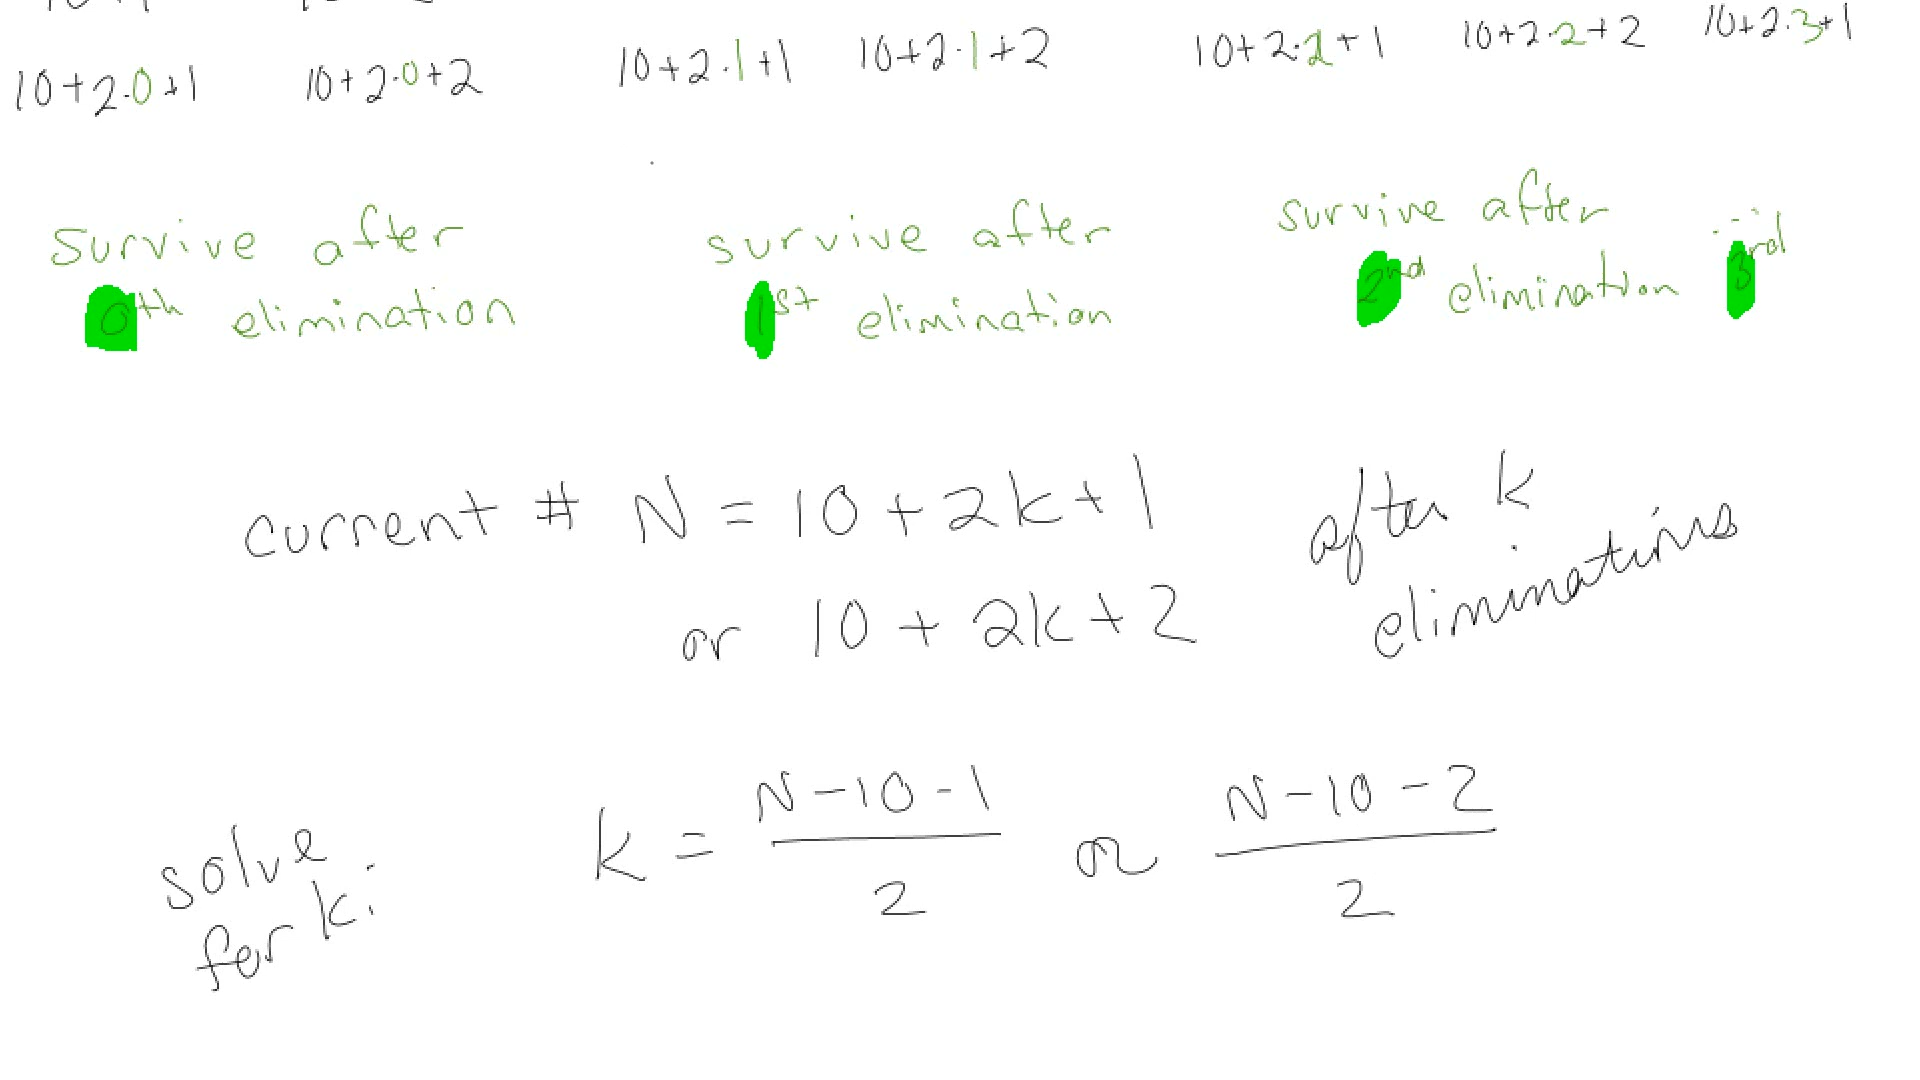 10+2·0+1 10+2·0+2 10+2·1+1 10+2·1+2 10+2·2+1 10+2·2+2 10+2·3+1
survive after survive after survive after
0th elimination 1st elimination 2nd elimination 3rd
current # N = 10+2k+1 after k
or 10+2k+2 eliminations
solve for k: k = (N-10-1)/2 or (N-10-2)/2